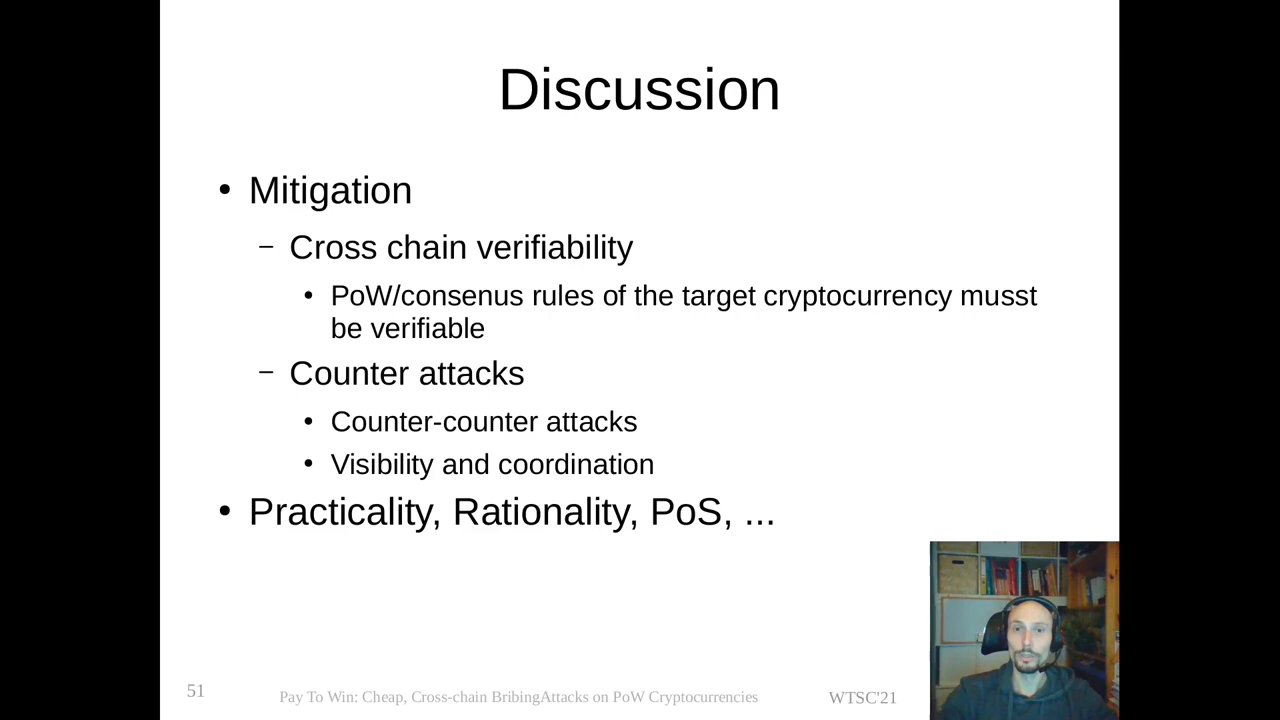 Discussion
• Mitigation
– Cross chain verifiability
• PoW/consenus rules of the target cryptocurrency musst
be verifiable
– Counter attacks
• Counter-counter attacks
• Visibility and coordination
• Practicality, Rationality, PoS, ...
51
Pay To Win: Cheap, Cross-chain BribingAttacks on PoW Cryptocurrencies
WTSC'21